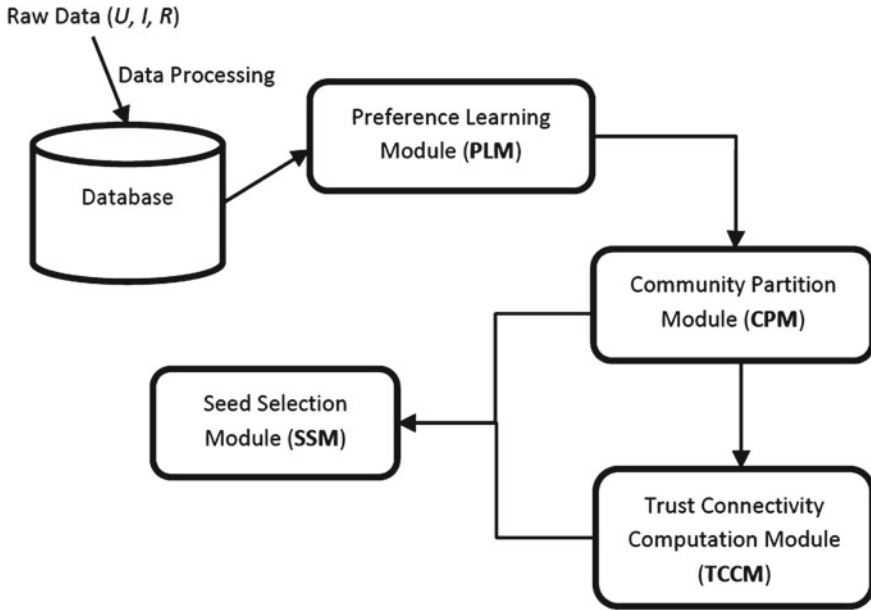 Raw Data (U, I, R)
Data Processing
Database
Preference Learning
Module (PLM)
Community Partition
Module (CPM)
Seed Selection
Module (SSM)
Trust Connectivity
Computation Module
(TCCM)